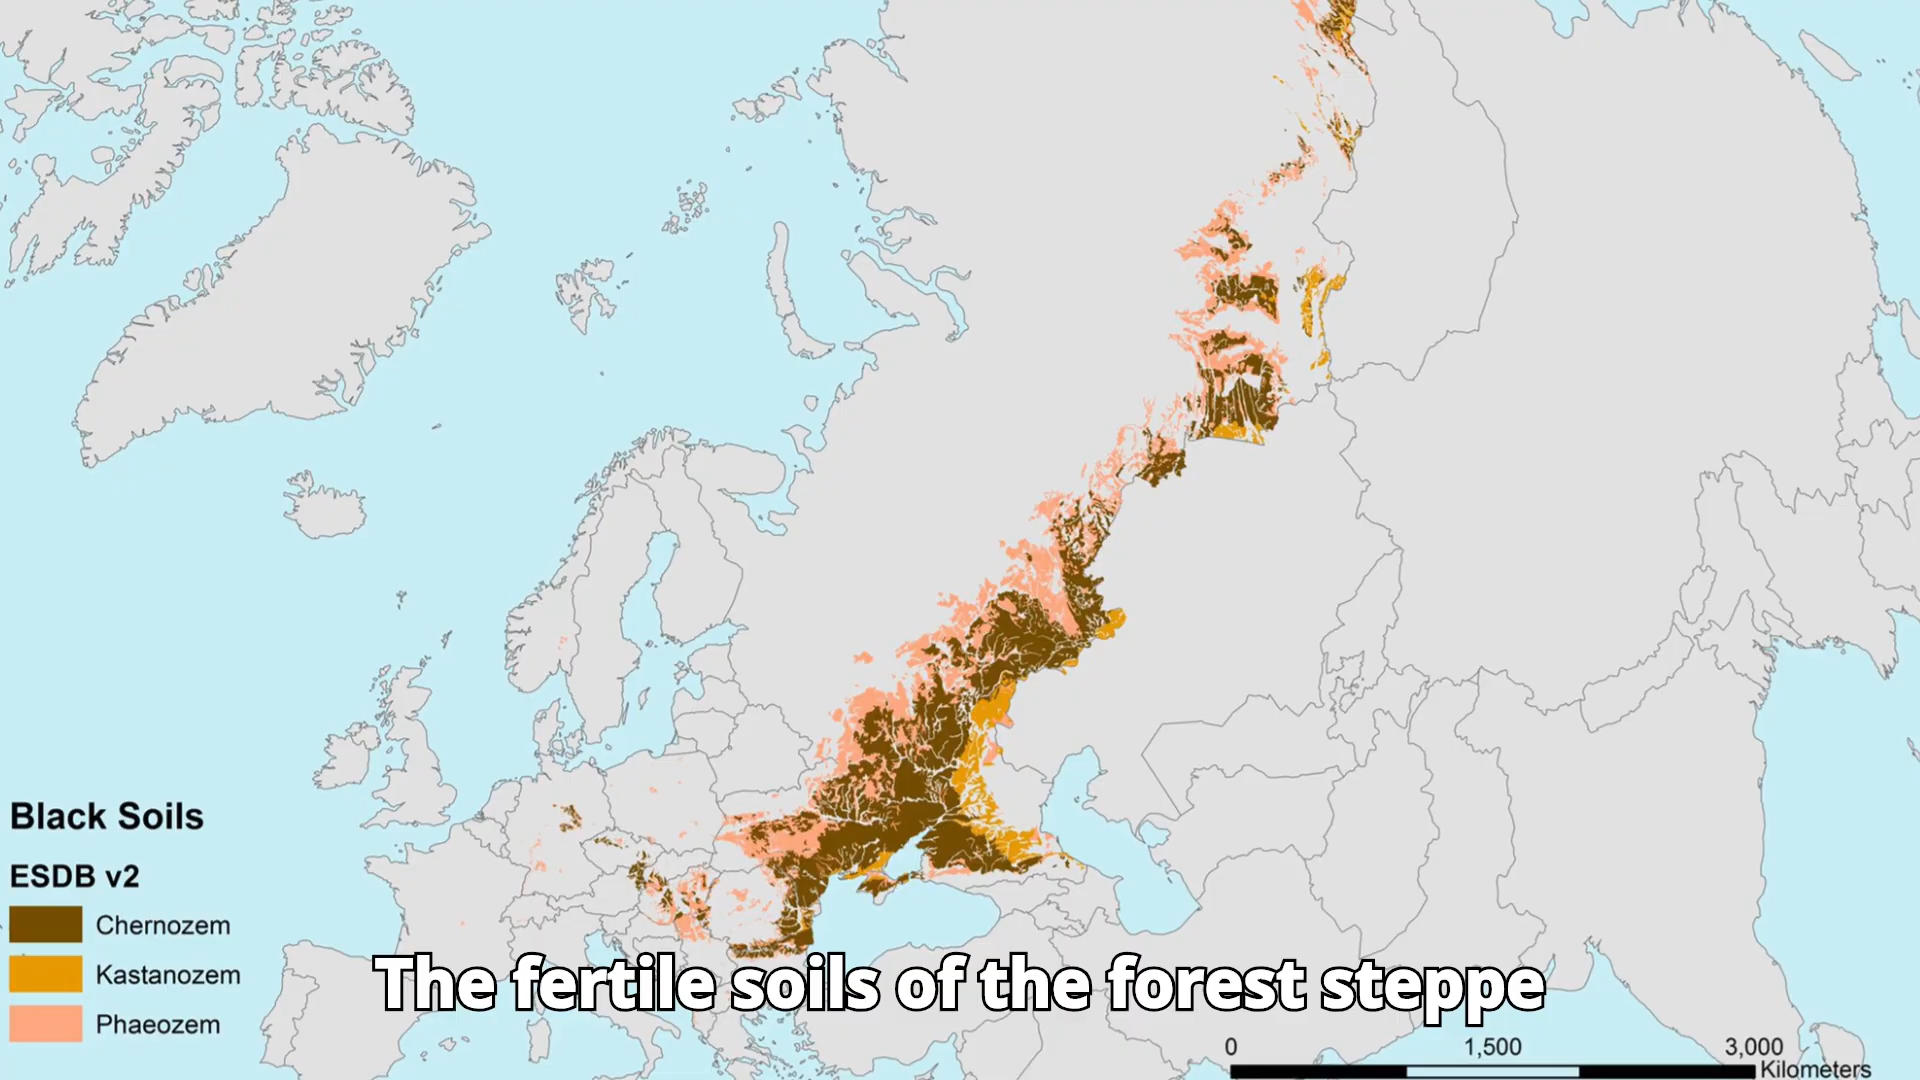 Black Soils
ESDB v2
Chernozem
Kastanozem
Phaeozem
The fertile soils of the forest steppe
0 1,500 3,000
Kilometers